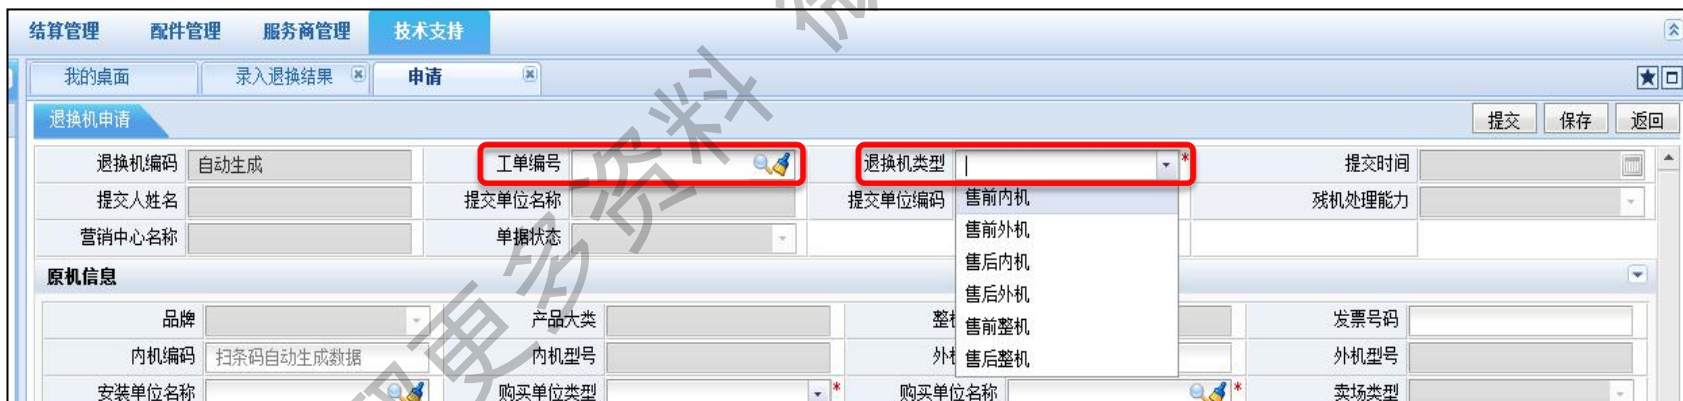 结算管理 配件管理 服务商管理 技术支持
我的桌面 录入退换结果 申请
退换机申请 提交 保存 返回
退换机编码 自动生成 工单编号 退换机类型 * 提交时间
提交人姓名 提交单位名称 提交单位编码 售前内机 残机处理能力
营销中心名称 单据状态 售前外机
售后内机
原机信息
售后外机
品牌 产品大类 整 售前整机 发票号码
内机编码 扫条码自动生成数据 内机型号 外 售后整机 外机型号
安装单位名称 购买单位类型 * 购买单位名称 * 卖场类型
更多资料